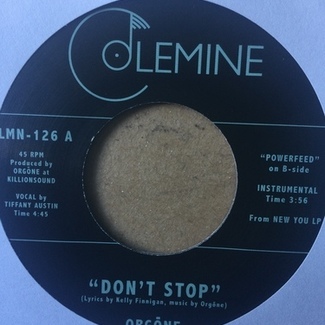 COLEMINE
LMN-126 A
45 RPM
Produced by
ORGŌNE at
KILLIONSOUND
VOCAL by
TIFFANY AUSTIN
Time 4:45
"POWERFEED"
on B-side
INSTRUMENTAL
Time 3:56
From NEW YOU LP
"DON'T STOP"
(Lyrics by Kelly Finnigan, music by Orgōne)
ORGŌNE